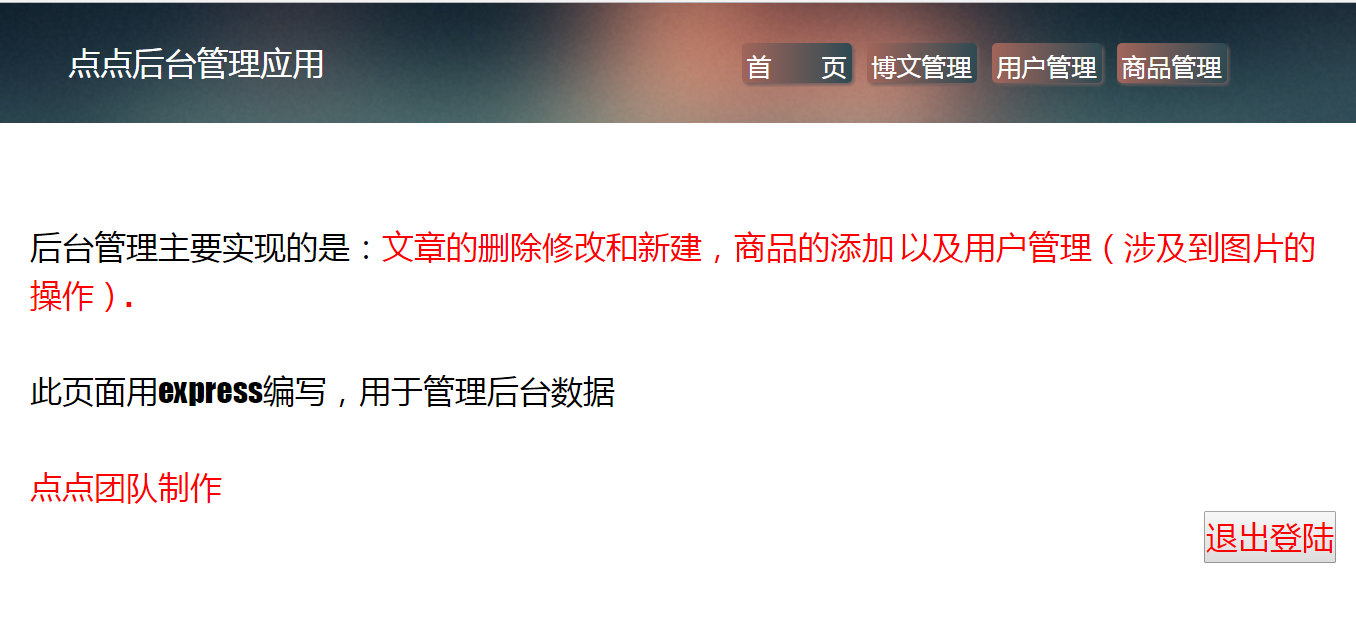 点点后台管理应用
首 页 博文管理 用户管理 商品管理
后台管理主要实现的是：文章的删除修改和新建，商品的添加 以及用户管理（涉及到图片的
操作）.
此页面用express编写，用于管理后台数据
点点团队制作
退出登陆